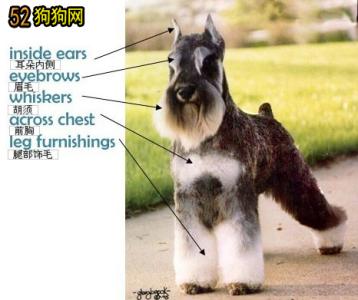 52狗狗网
inside ears
耳朵内侧
eyebrows
眉毛
whiskers
胡须
across chest
前胸
leg furnishings
腿部饰毛